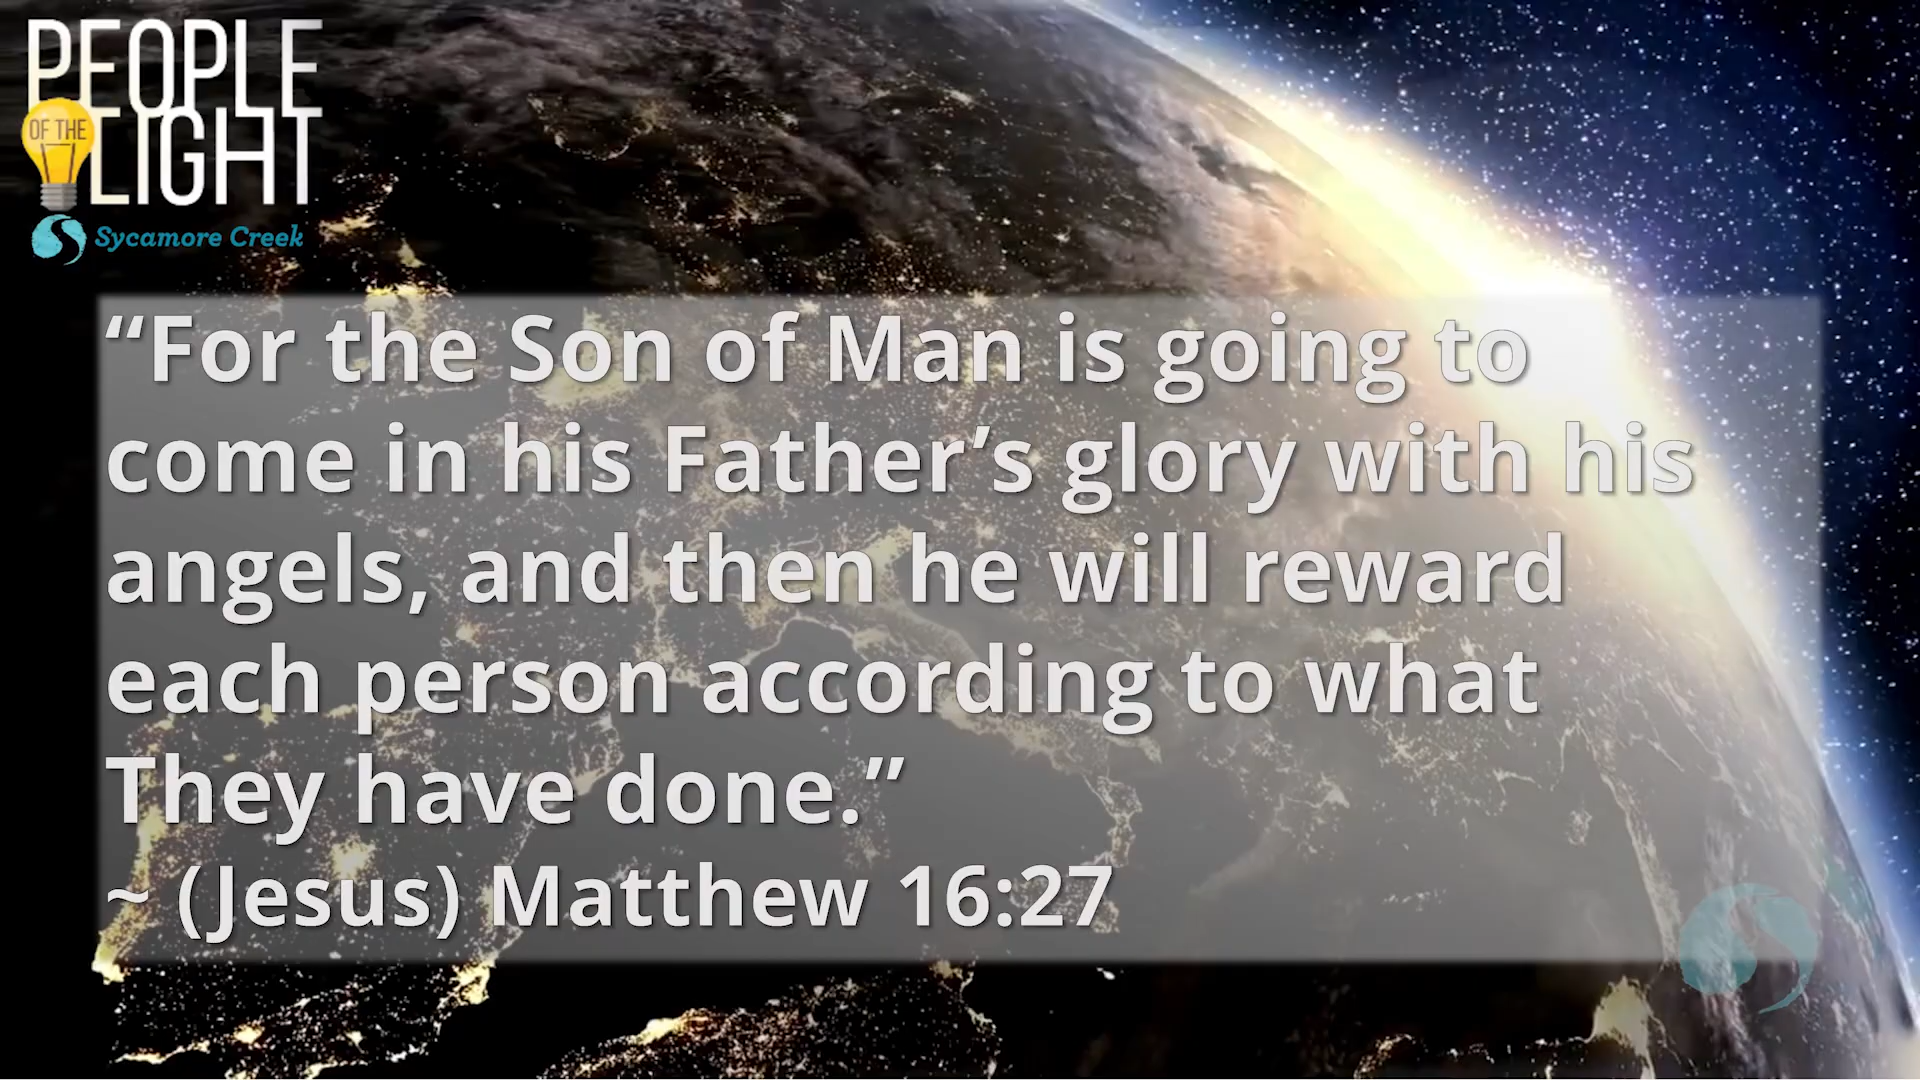 PEOPLE
OF THE
LIGHT
Sycamore Creek
“For the Son of Man is going to
come in his Father’s glory with his
angels, and then he will reward
each person according to what
They have done.”
~ (Jesus) Matthew 16:27